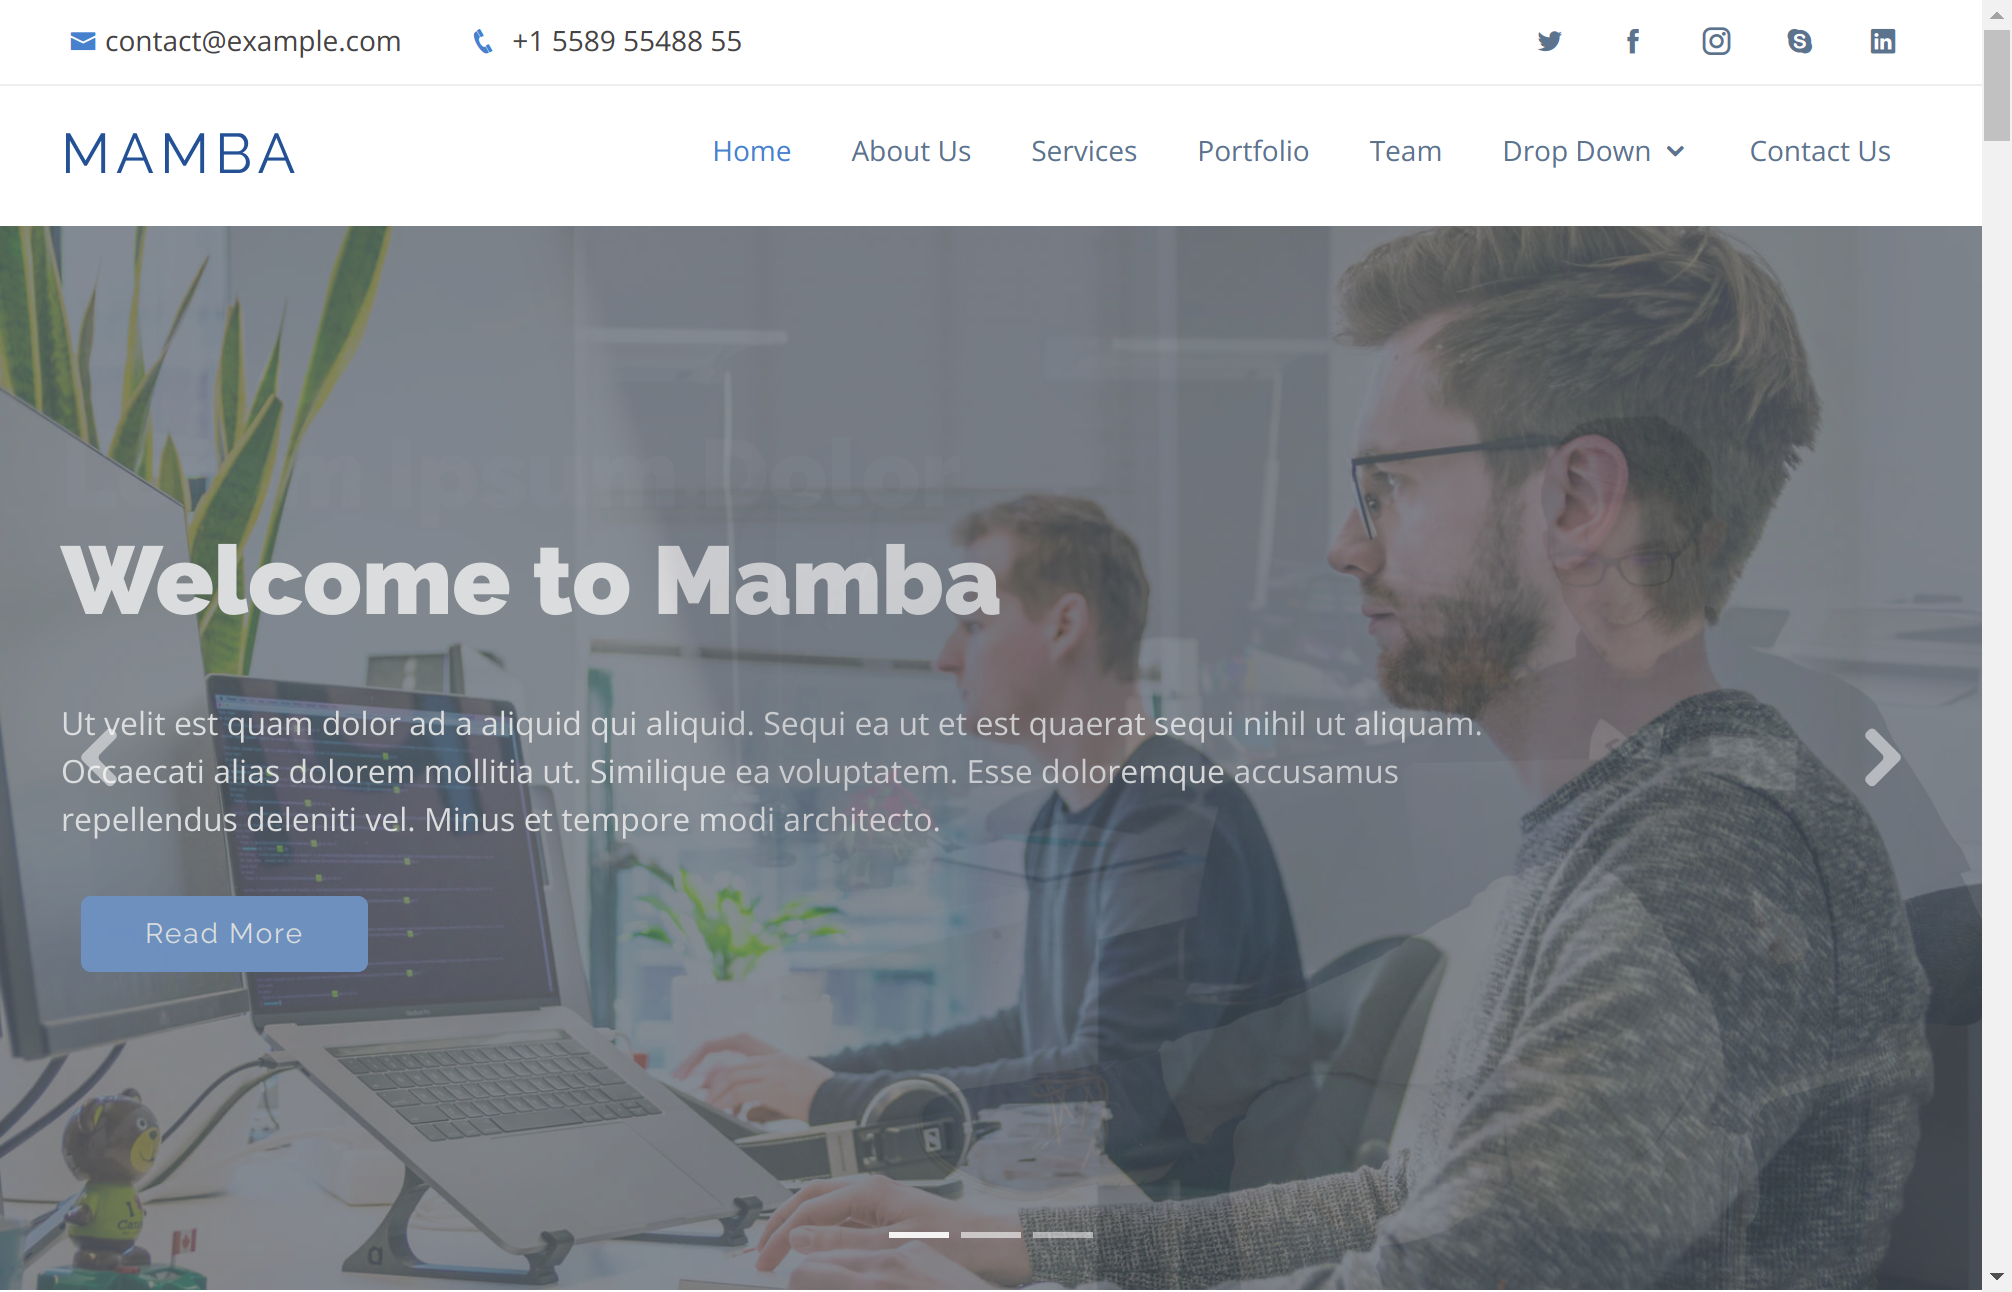 contact@example.com +1 5589 55488 55
MAMBA
Home About Us Services Portfolio Team Drop Down Contact Us
Lorem Ipsum Dolor
Welcome to Mamba
Ut velit est quam dolor ad a aliquid qui aliquid. Sequi ea ut et est quaerat sequi nihil ut aliquam.
Occaecati alias dolorem mollitia ut. Similique ea voluptatem. Esse doloremque accusamus
repellendus deleniti vel. Minus et tempore modi architecto.
Read More